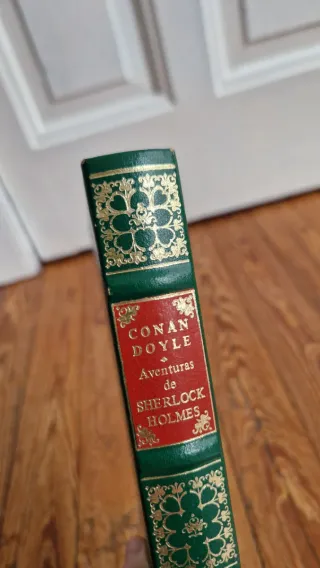 CONAN
DOYLE
Aventuras
de
SHERLOCK
HOLMES